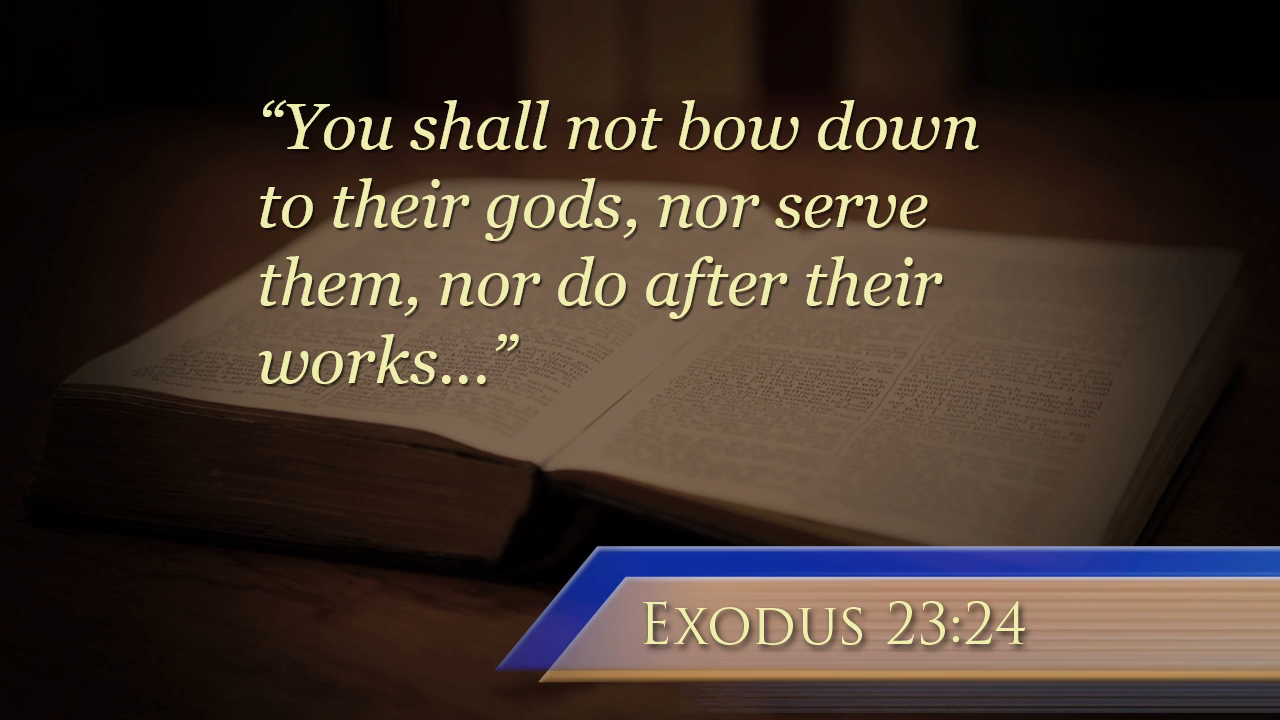 “You shall not bow down
to their gods, nor serve
them, nor do after their
works...”
Exodus 23:24